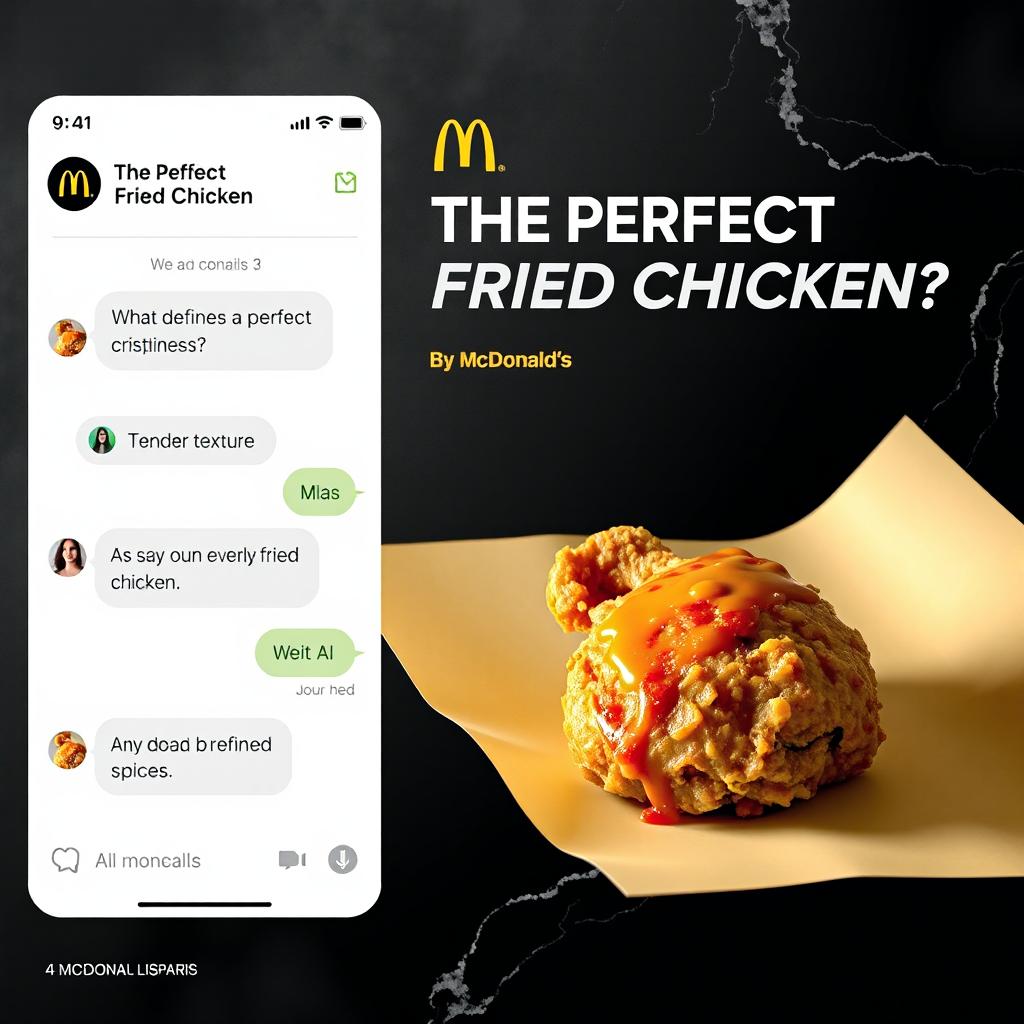 9:41
The Peffect
Fried Chicken
We ad conails 3
What defines a perfect
cristliness?
Tender texture
Mlas
As say oun everly fried
chicken.
Weit AI
Jour hed
Any doad brefined
spices.
All moncalls
4 MCDONAL LISPARIS
THE PERFECT
FRIED CHICKEN?
By McDonald's